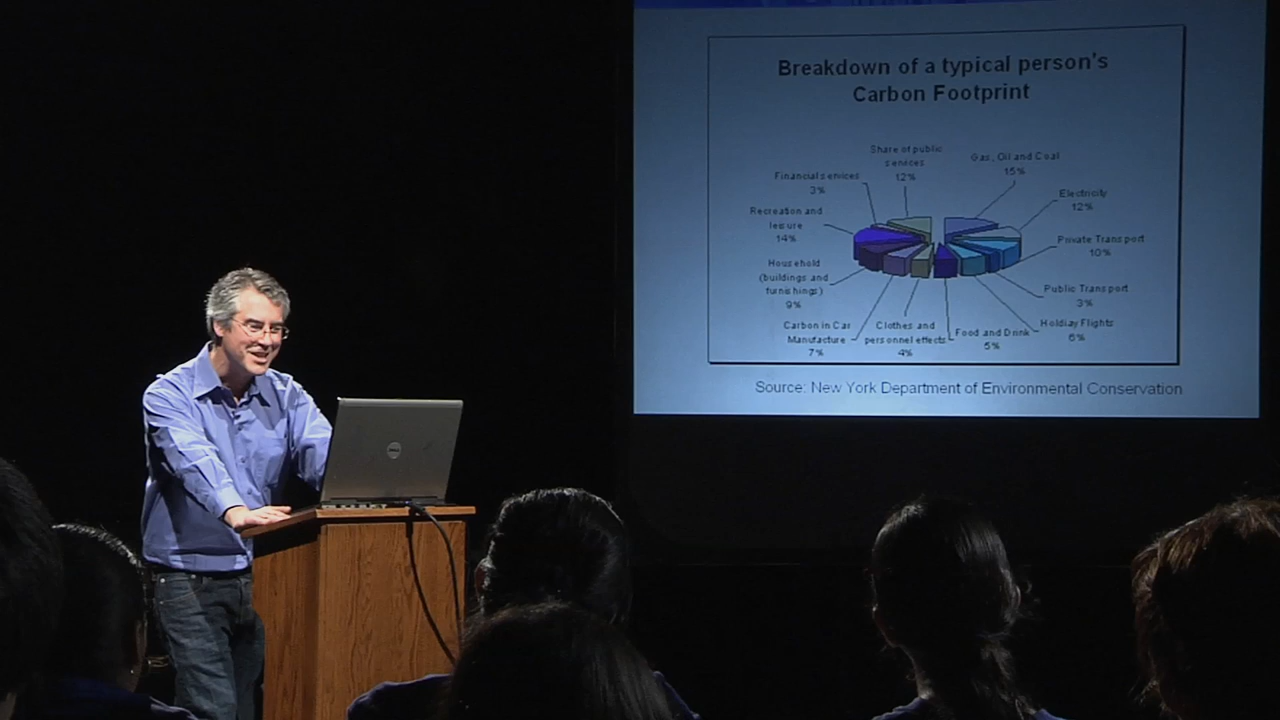 Breakdown of a typical person's
Carbon Footprint
Share of public
services
12%
Gas, Oil and Coal
15%
Financial services
3%
Electricity
12%
Recreation and
leisure
14%
Private Transport
10%
Household
(buildings and
furnishings)
9%
Public Transport
3%
Carbon in Car
Manufacture
7%
Clothes and
personnel effects
4%
Food and Drink
5%
Holdiay Flights
6%
Source: New York Department of Environmental Conservation
DELL